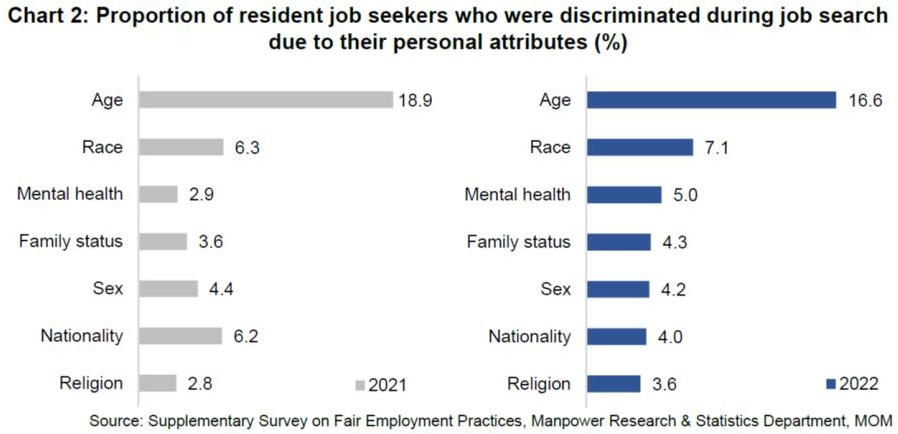 Chart 2: Proportion of resident job seekers who were discriminated during job search
due to their personal attributes (%)
Age 18.9
Race 6.3
Mental health 2.9
Family status 3.6
Sex 4.4
Nationality 6.2
Religion 2.8
2021
Age 16.6
Race 7.1
Mental health 5.0
Family status 4.3
Sex 4.2
Nationality 4.0
Religion 3.6
2022
Source: Supplementary Survey on Fair Employment Practices, Manpower Research & Statistics Department, MOM